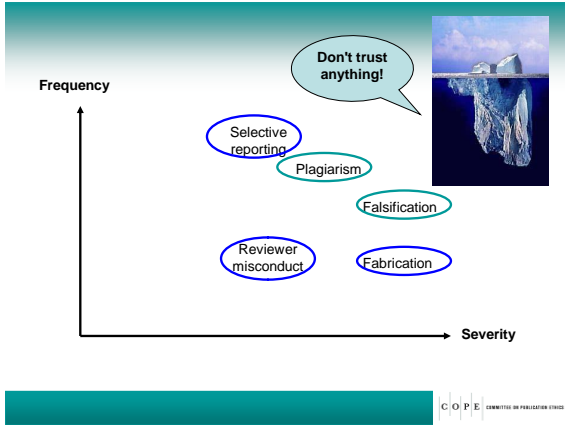 Don't trust
anything!
Frequency
Selective
reporting
Plagiarism
Falsification
Reviewer
misconduct
Fabrication
Severity
C O P E COMMITTEE ON PUBLICATION ETHICS